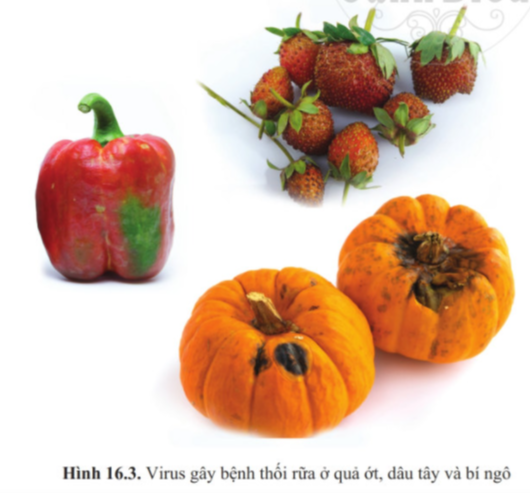 Hình 16.3. Virus gây bệnh thối rữa ở quả ớt, dâu tây và bí ngô